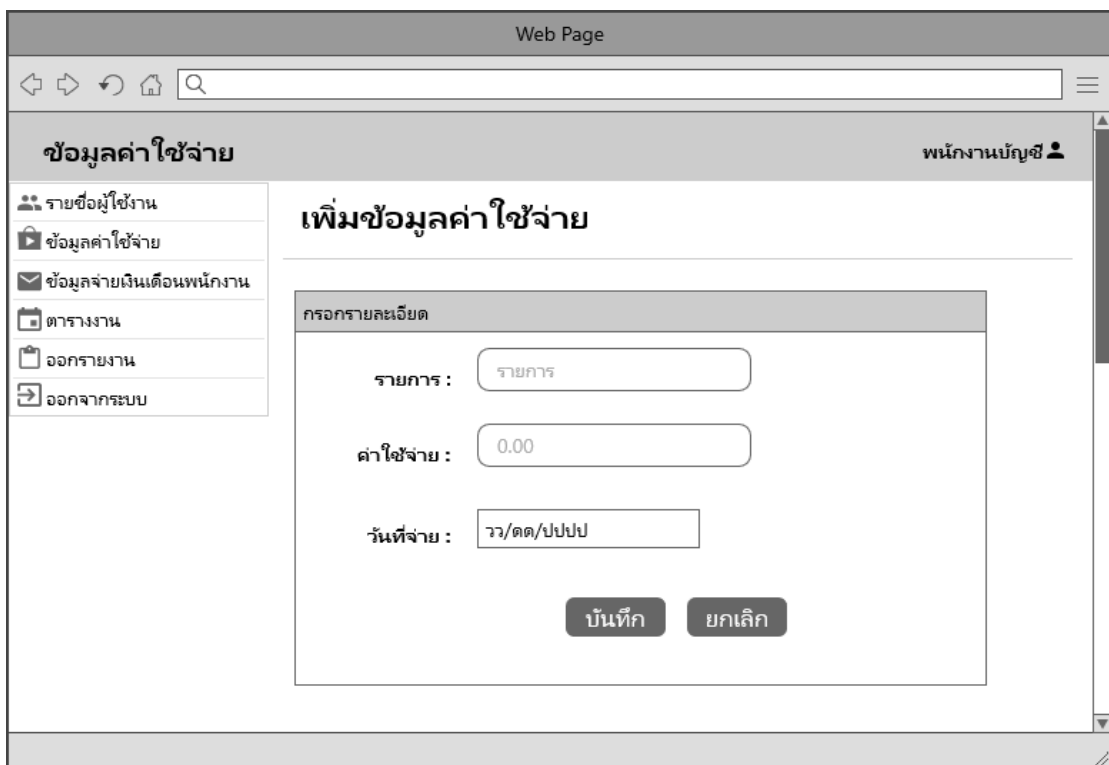 Web Page
ข้อมูลค่าใช้จ่าย
พนักงานบัญชี
รายชื่อผู้ใช้งาน
ข้อมูลค่าใช้จ่าย
ข้อมูลจ่ายเงินเดือนพนักงาน
ตารางงาน
ออกรายงาน
ออกจากระบบ
เพิ่มข้อมูลค่าใช้จ่าย
กรอกรายละเอียด
รายการ : รายการ
ค่าใช้จ่าย : 0.00
วันที่จ่าย : วว/ดด/ปปปป
บันทึก ยกเลิก